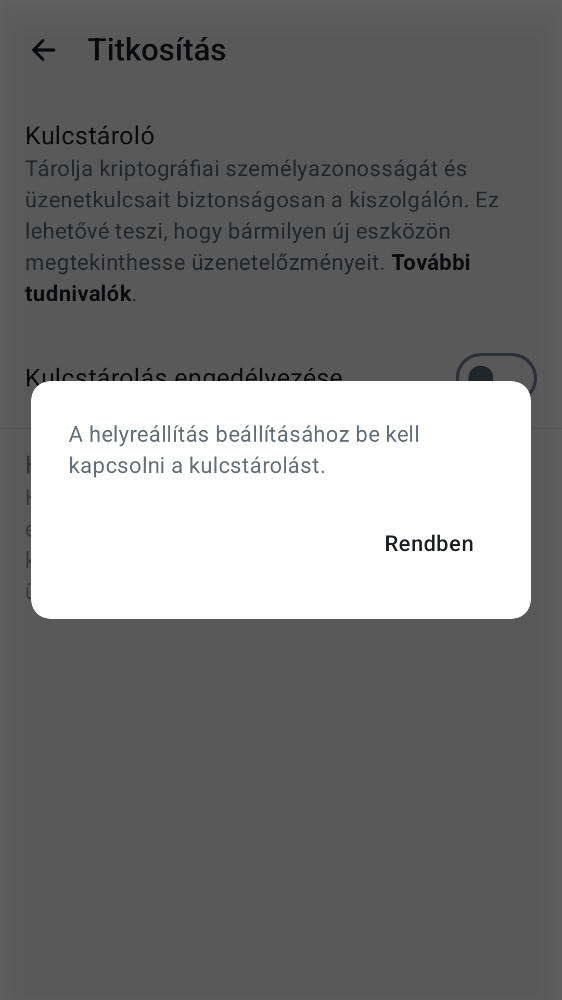 Titkosítás
Kulcstároló
Tárolja kriptográfiai személyazonosságát és
üzenetkulcsait biztonságosan a kiszolgálón. Ez
lehetővé teszi, hogy bármilyen új eszközön
megtekinthesse üzenetelőzményeit. További
tudnivalók.
Kulcstárolás engedélyezése
A helyreállítás beállításához be kell
kapcsolni a kulcstárolást.
Rendben